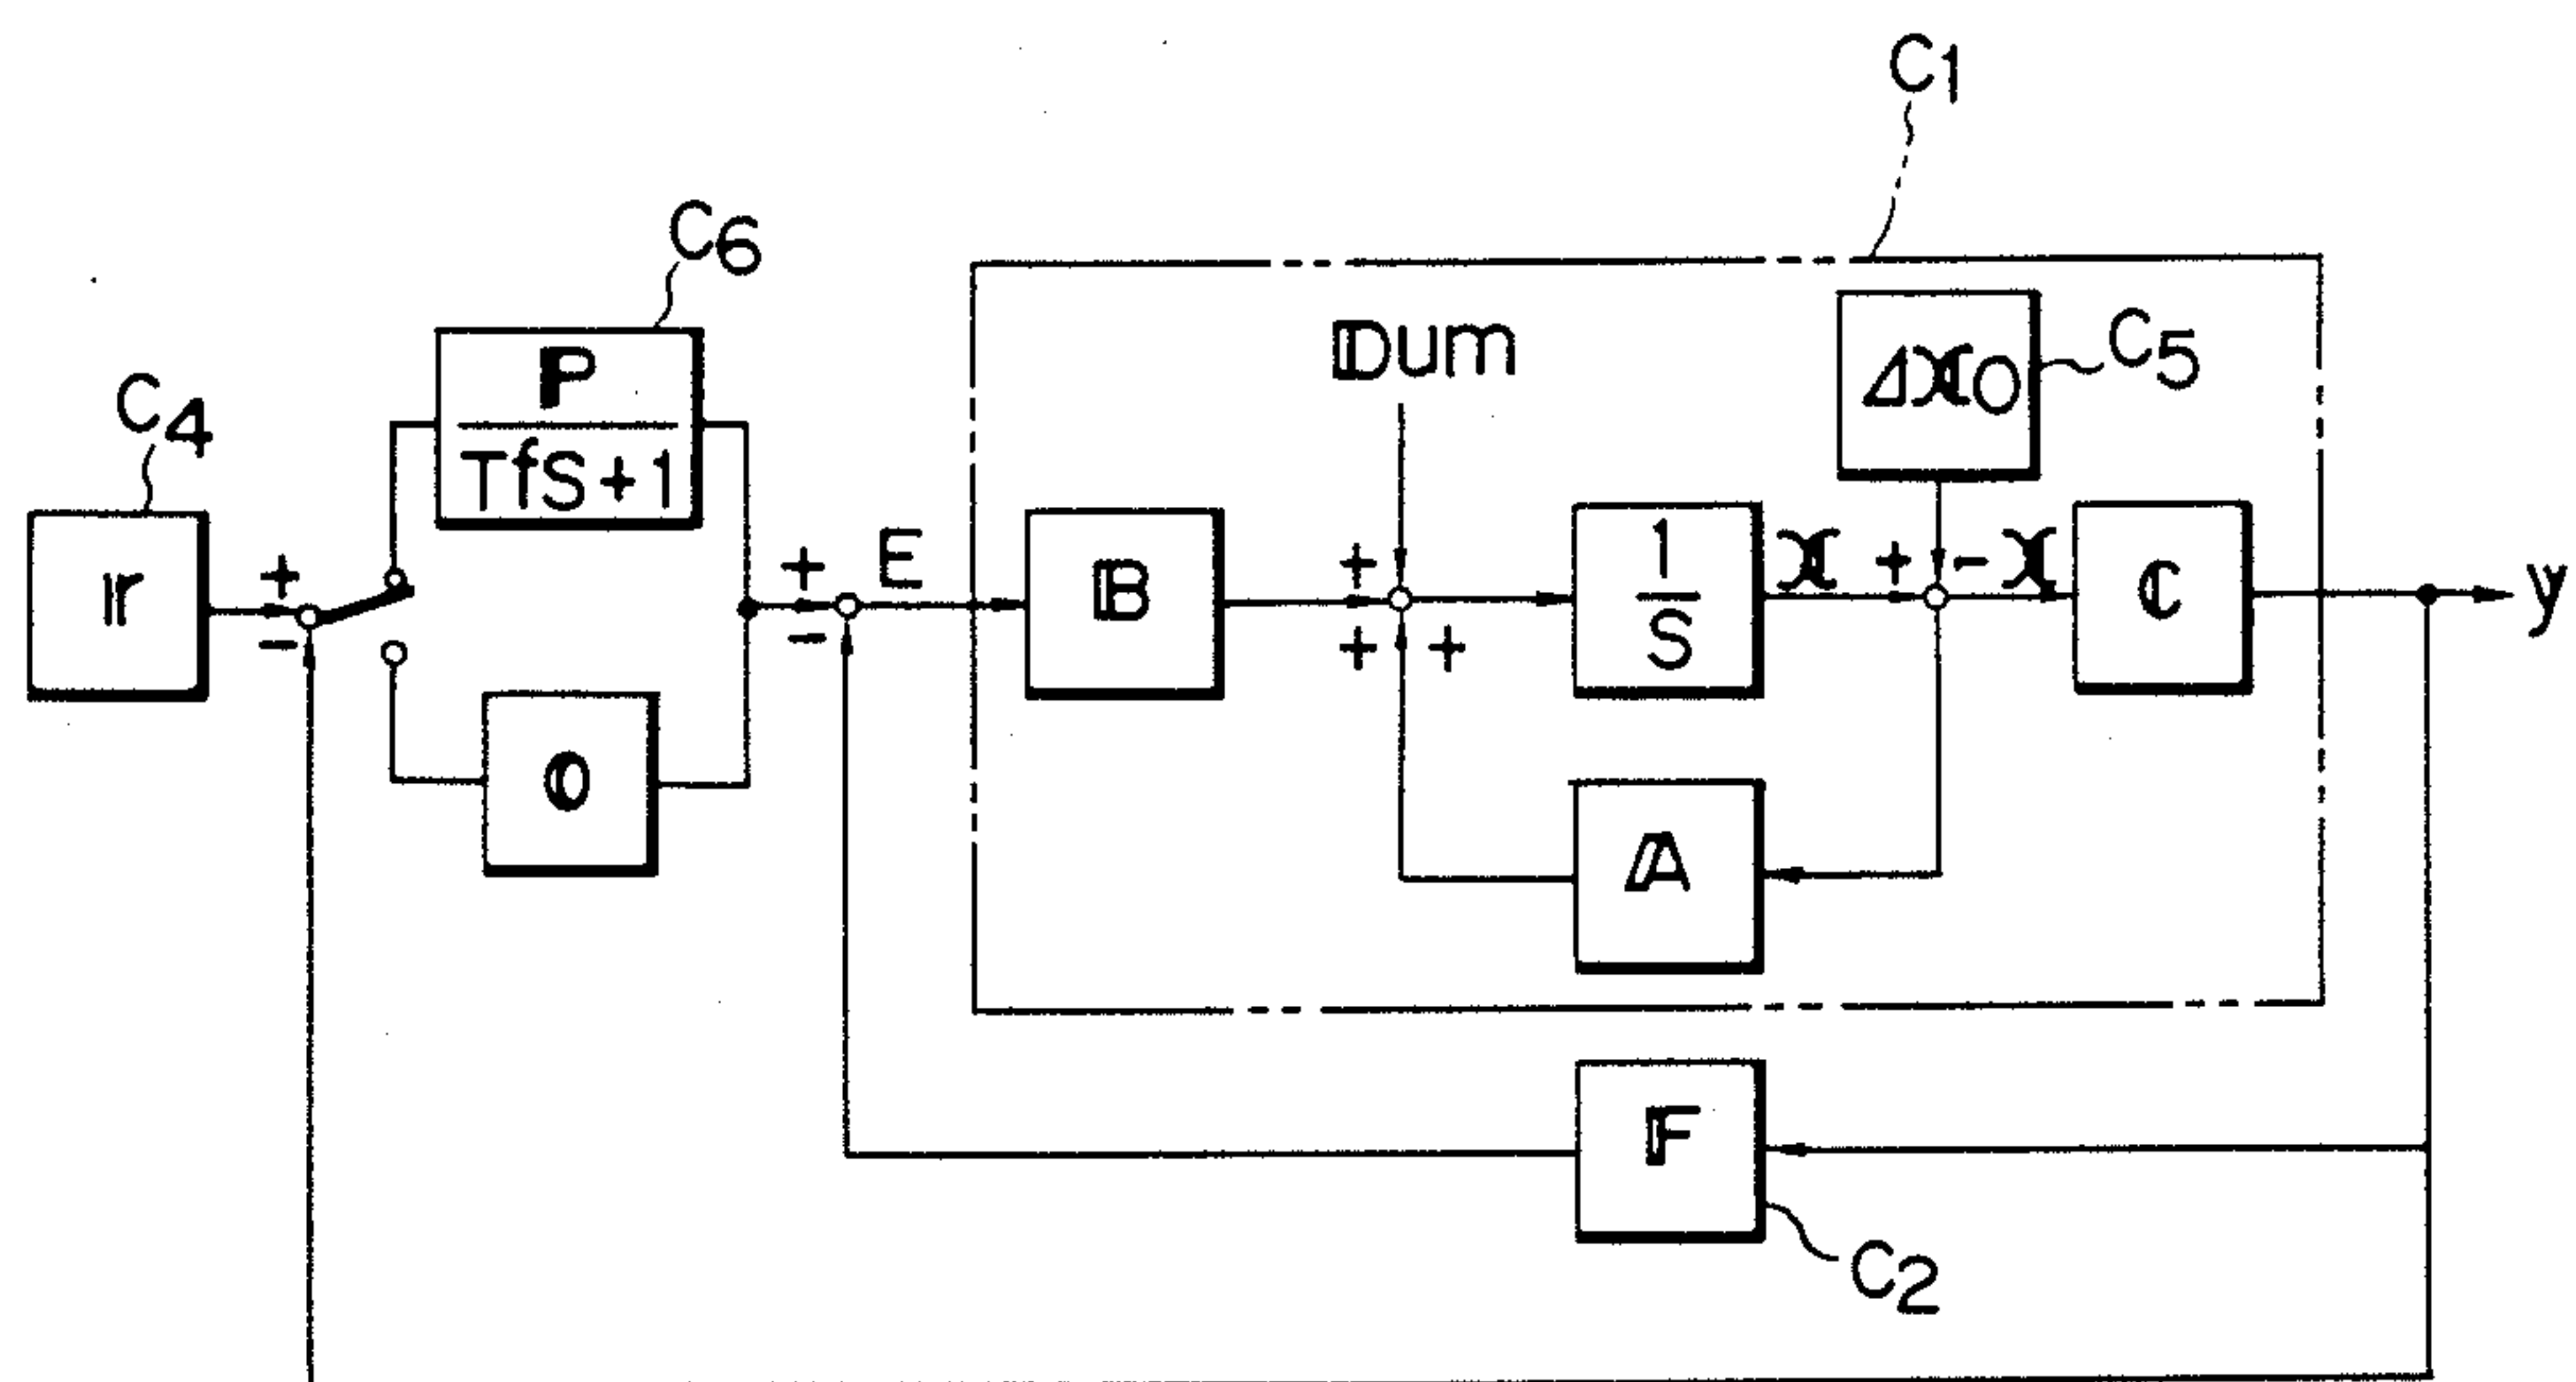 C1
C6
P
TfS+1
Dum
ΔX0
C5
C4
r
+
-
+
-
E
B
+
+ +
1
S
X
+
-
X
C
y
0
A
F
C2